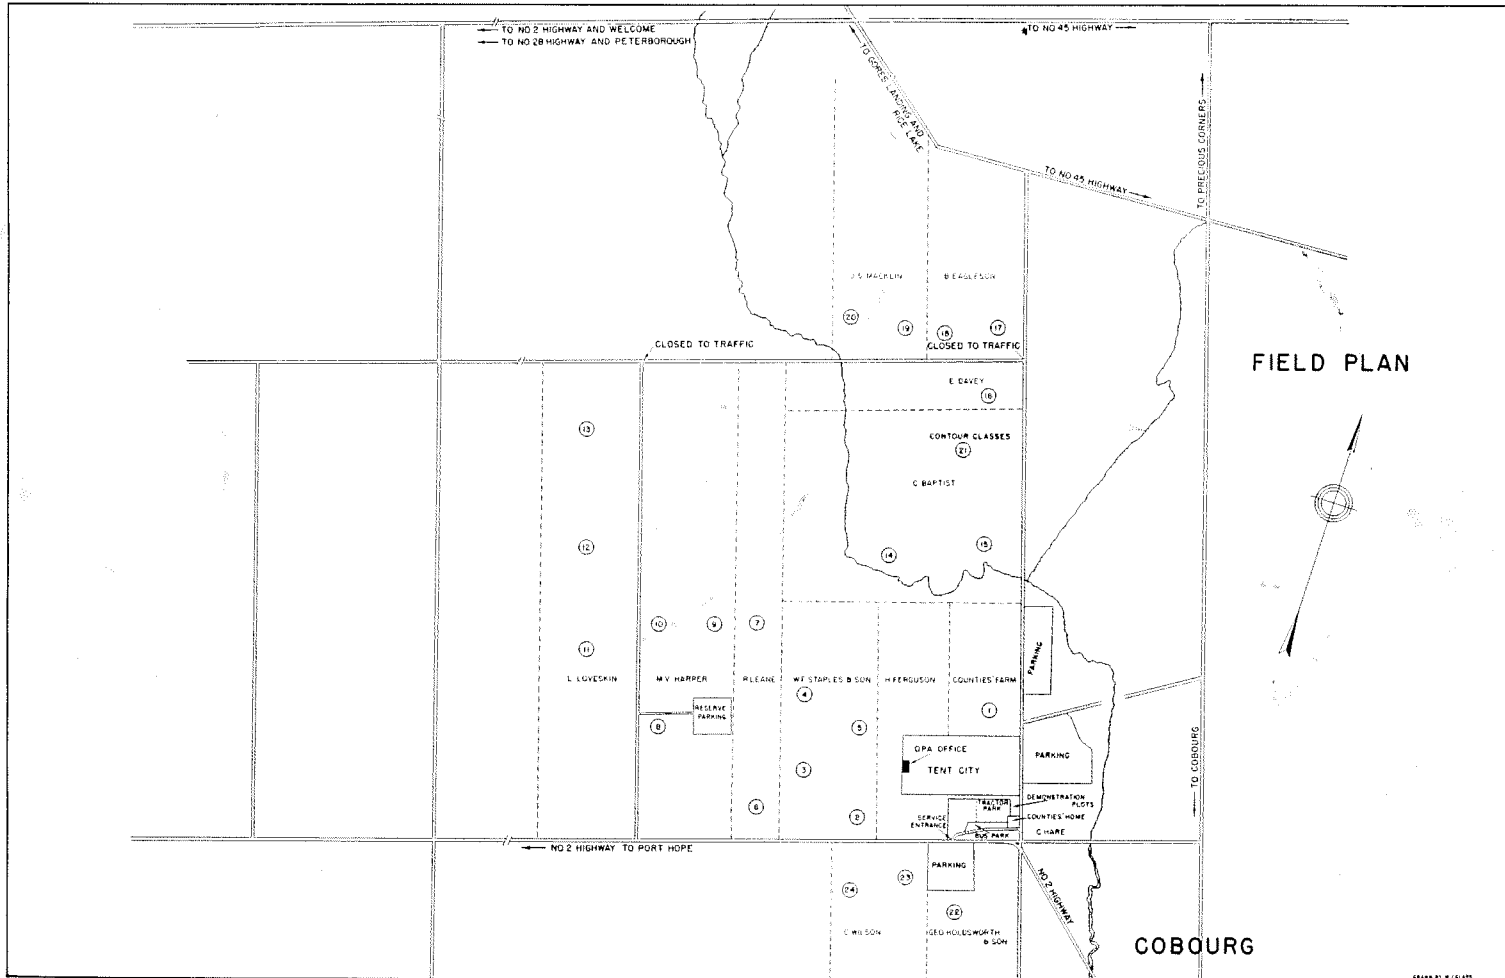 TO NO 2 HIGHWAY AND WELCOME
TO NO 28 HIGHWAY AND PETERBOROUGH
TO NO 45 HIGHWAY
TO GORES LANDING AND
RICE LAKE
TO NO 45 HIGHWAY
TO PRECIOUS CORNERS
J S MACKLIN
B EAGLESON
20
19
18
17
CLOSED TO TRAFFIC
CLOSED TO TRAFFIC
FIELD PLAN
E DAVEY
16
13
CONTOUR CLASSES
21
C BAPTIST
12
14
15
10
9
7
11
PARKING
L LOVESKIN
M V HARPER
R LEANE
W F STAPLES & SON
H FERGUSON
COUNTIES' FARM
4
1
RESERVE
PARKING
8
5
OPA OFFICE
TENT CITY
PARKING
3
TO COBOURG
6
2
TRACTOR
PARK
DEMONSTRATION
PLOTS
SERVICE
ENTRANCE
COUNTIES' HOME
BUS PARK
C HARE
NO 2 HIGHWAY TO PORT HOPE
PARKING
NO 2 HIGHWAY
24
23
22
C WILSON
GEO HOLDSWORTH
& SON
COBOURG